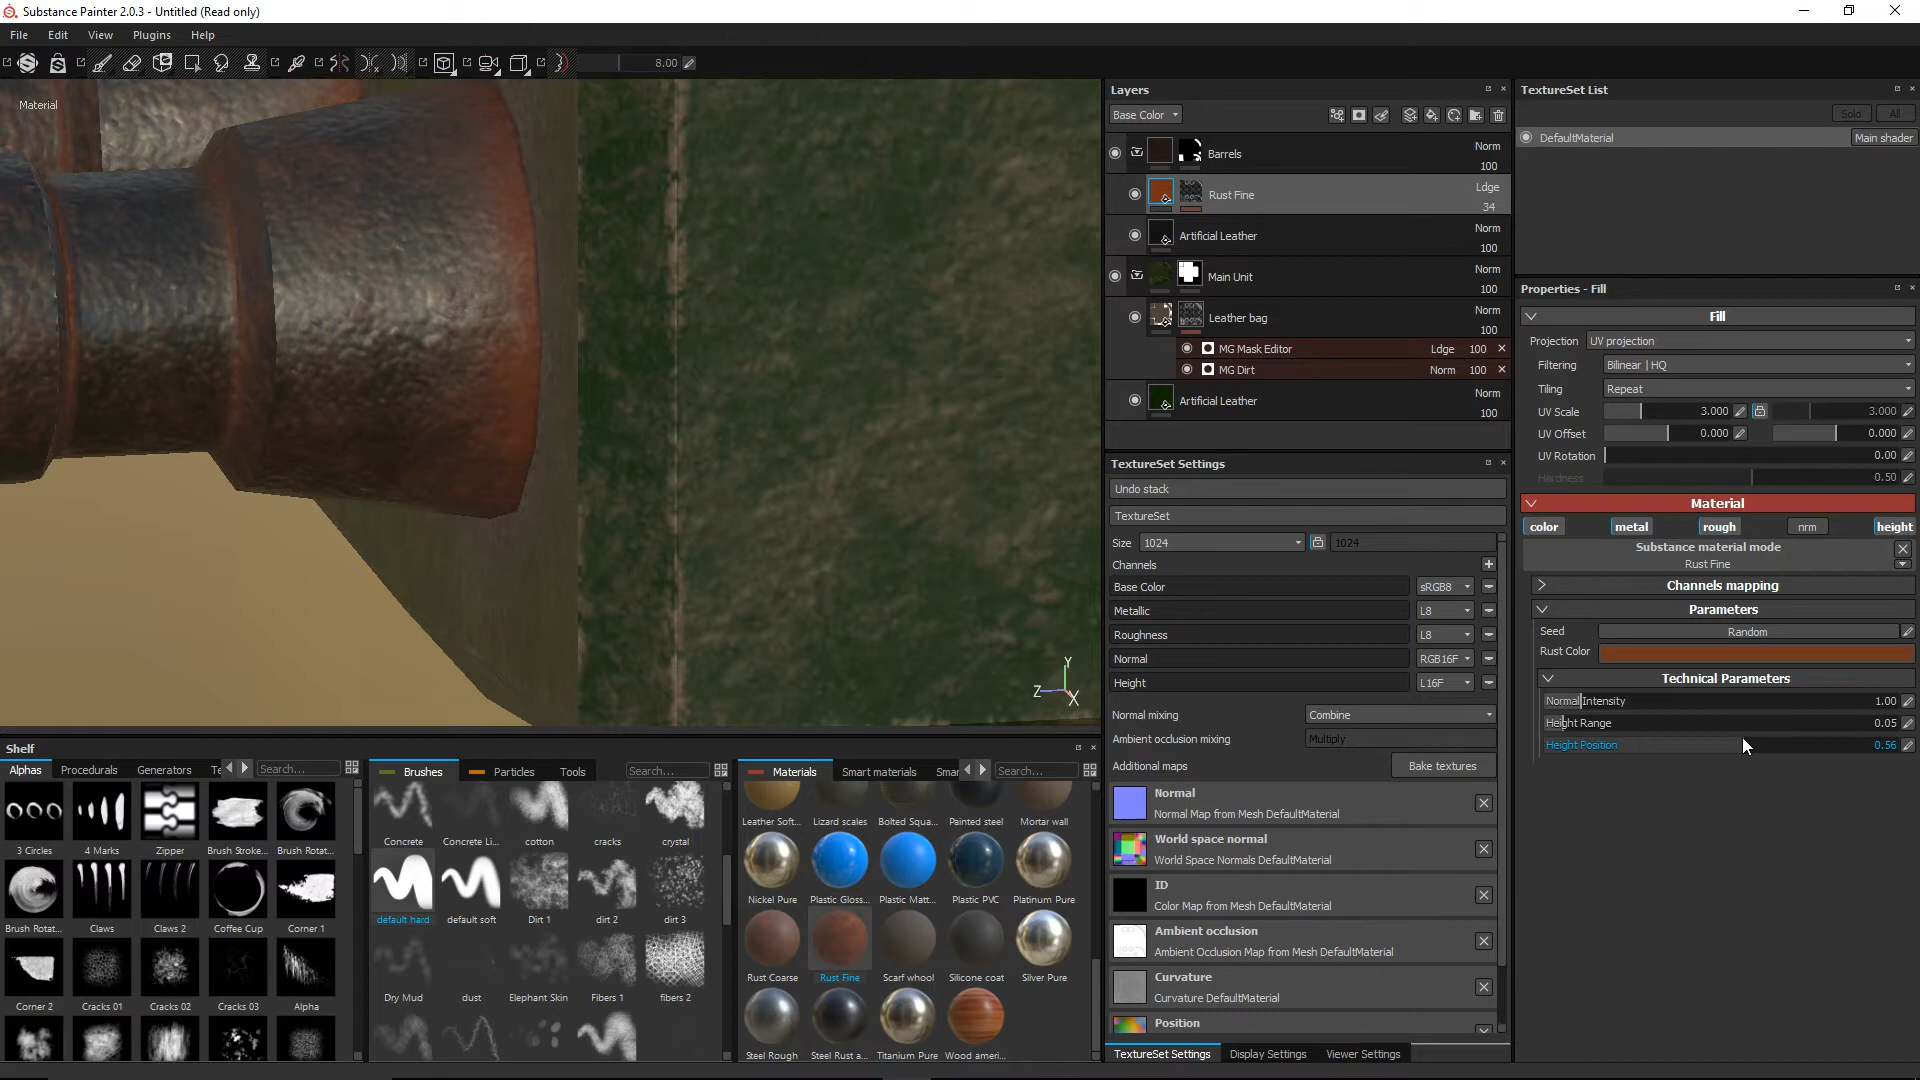 Substance Painter 2.0.3 - Untitled (Read only)
File Edit View Plugins Help
8.00
Material
Y
Z
X
Layers
Base Color
Barrels Norm 100
Rust Fine Ldge 34
Artificial Leather Norm 100
Main Unit Norm 100
Leather bag Norm 100
MG Mask Editor Ldge 100
MG Dirt Norm 100
Artificial Leather Norm 100
TextureSet Settings
Undo stack
TextureSet
Size 1024 1024
Channels
Base Color sRGB8
Metallic L8
Roughness L8
Normal RGB16F
Height L16F
Normal mixing Combine
Ambient occlusion mixing Multiply
Additional maps Bake textures
Normal
Normal Map from Mesh DefaultMaterial
World space normal
World Space Normals DefaultMaterial
ID
Color Map from Mesh DefaultMaterial
Ambient occlusion
Ambient Occlusion Map from Mesh DefaultMaterial
Curvature
Curvature DefaultMaterial
Position
TextureSet Settings Display Settings Viewer Settings
TextureSet List
Solo All
DefaultMaterial Main shader
Properties - Fill
Fill
Projection UV projection
Filtering Bilinear | HQ
Tiling Repeat
UV Scale 3.000 3.000
UV Offset 0.000 0.000
UV Rotation 0.00
Hardness 0.50
Material
color metal rough nrm height
Substance material mode
Rust Fine
Channels mapping
Parameters
Seed Random
Rust Color
Technical Parameters
Normal Intensity 1.00
Height Range 0.05
Height Position 0.56
Shelf
Alphas Procedurals Generators Te Search...
3 Circles 4 Marks Zipper Brush Stroke... Brush Rotat...
Brush Rotat... Claws Claws 2 Coffee Cup Corner 1
Corner 2 Cracks 01 Cracks 02 Cracks 03 Alpha
Brushes Particles Tools Search...
Concrete Concrete Li... cotton cracks crystal
default hard default soft Dirt 1 dirt 2 dirt 3
Dry Mud dust Elephant Skin Fibers 1 fibers 2
Materials Smart materials Smar Search...
Leather Soft... Lizard scales Bolted Squa... Painted steel Mortar wall
Nickel Pure Plastic Gloss... Plastic Matt... Plastic PVC Platinum Pure
Rust Coarse Rust Fine Scarf whool Silicone coat Silver Pure
Steel Rough Steel Rust a... Titanium Pure Wood ameri...